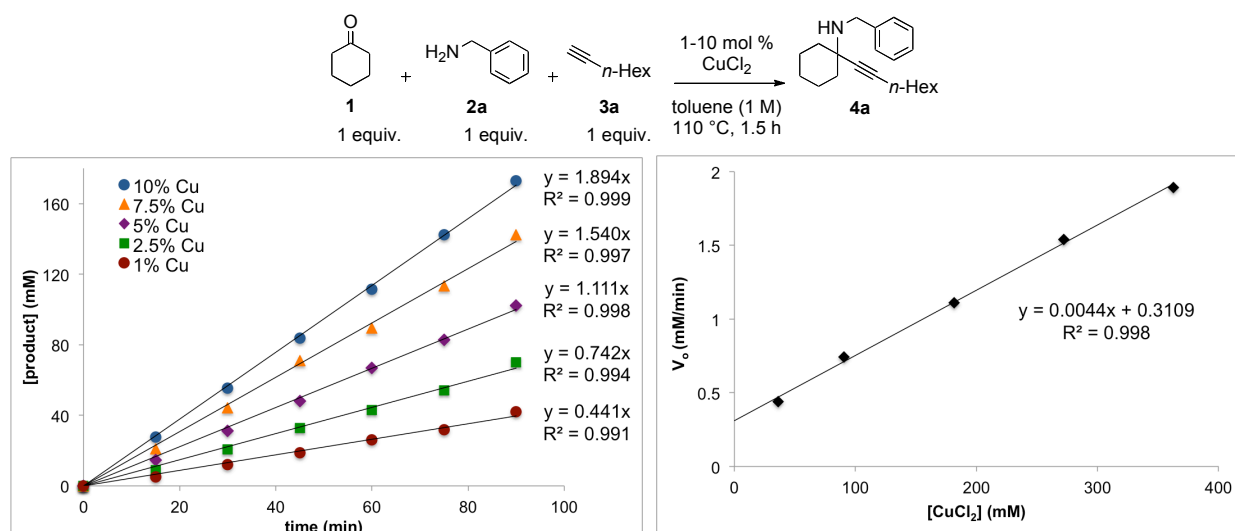 O
H₂N
n-Hex
1-10 mol %
CuCl₂
toluene (1 M)
110 °C, 1.5 h
HN
n-Hex
+
+
1
2a
3a
4a
1 equiv.
1 equiv.
1 equiv.
[product] (mM)
160
120
80
40
0
10% Cu
7.5% Cu
5% Cu
2.5% Cu
1% Cu
y = 1.894x
R² = 0.999
y = 1.540x
R² = 0.997
y = 1.111x
R² = 0.998
y = 0.742x
R² = 0.994
y = 0.441x
R² = 0.991
0 20 40 60 80 100
time (min)
Vₒ (mM/min)
2
1.5
1
0.5
0
y = 0.0044x + 0.3109
R² = 0.998
0 100 200 300 400
[CuCl₂] (mM)